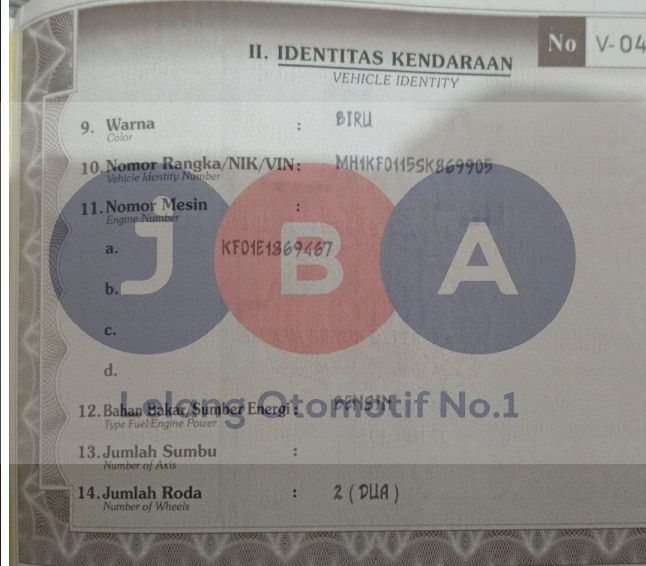 II. IDENTITAS KENDARAAN No V-04
VEHICLE IDENTITY
9. Warna : BIRU
Color
10. Nomor Rangka/NIK/VIN : MH1KF0115SK869905
Vehicle Identity Number
11. Nomor Mesin :
Engine Number
a. KF01E1869467
b.
c.
d.
J B A
Lelang Otomotif No.1
12. Bahan Bakar/Sumber Energi : BENSIN
Type Fuel/Engine Power
13. Jumlah Sumbu :
Number of Axis
14. Jumlah Roda : 2 ( DUA )
Number of Wheels